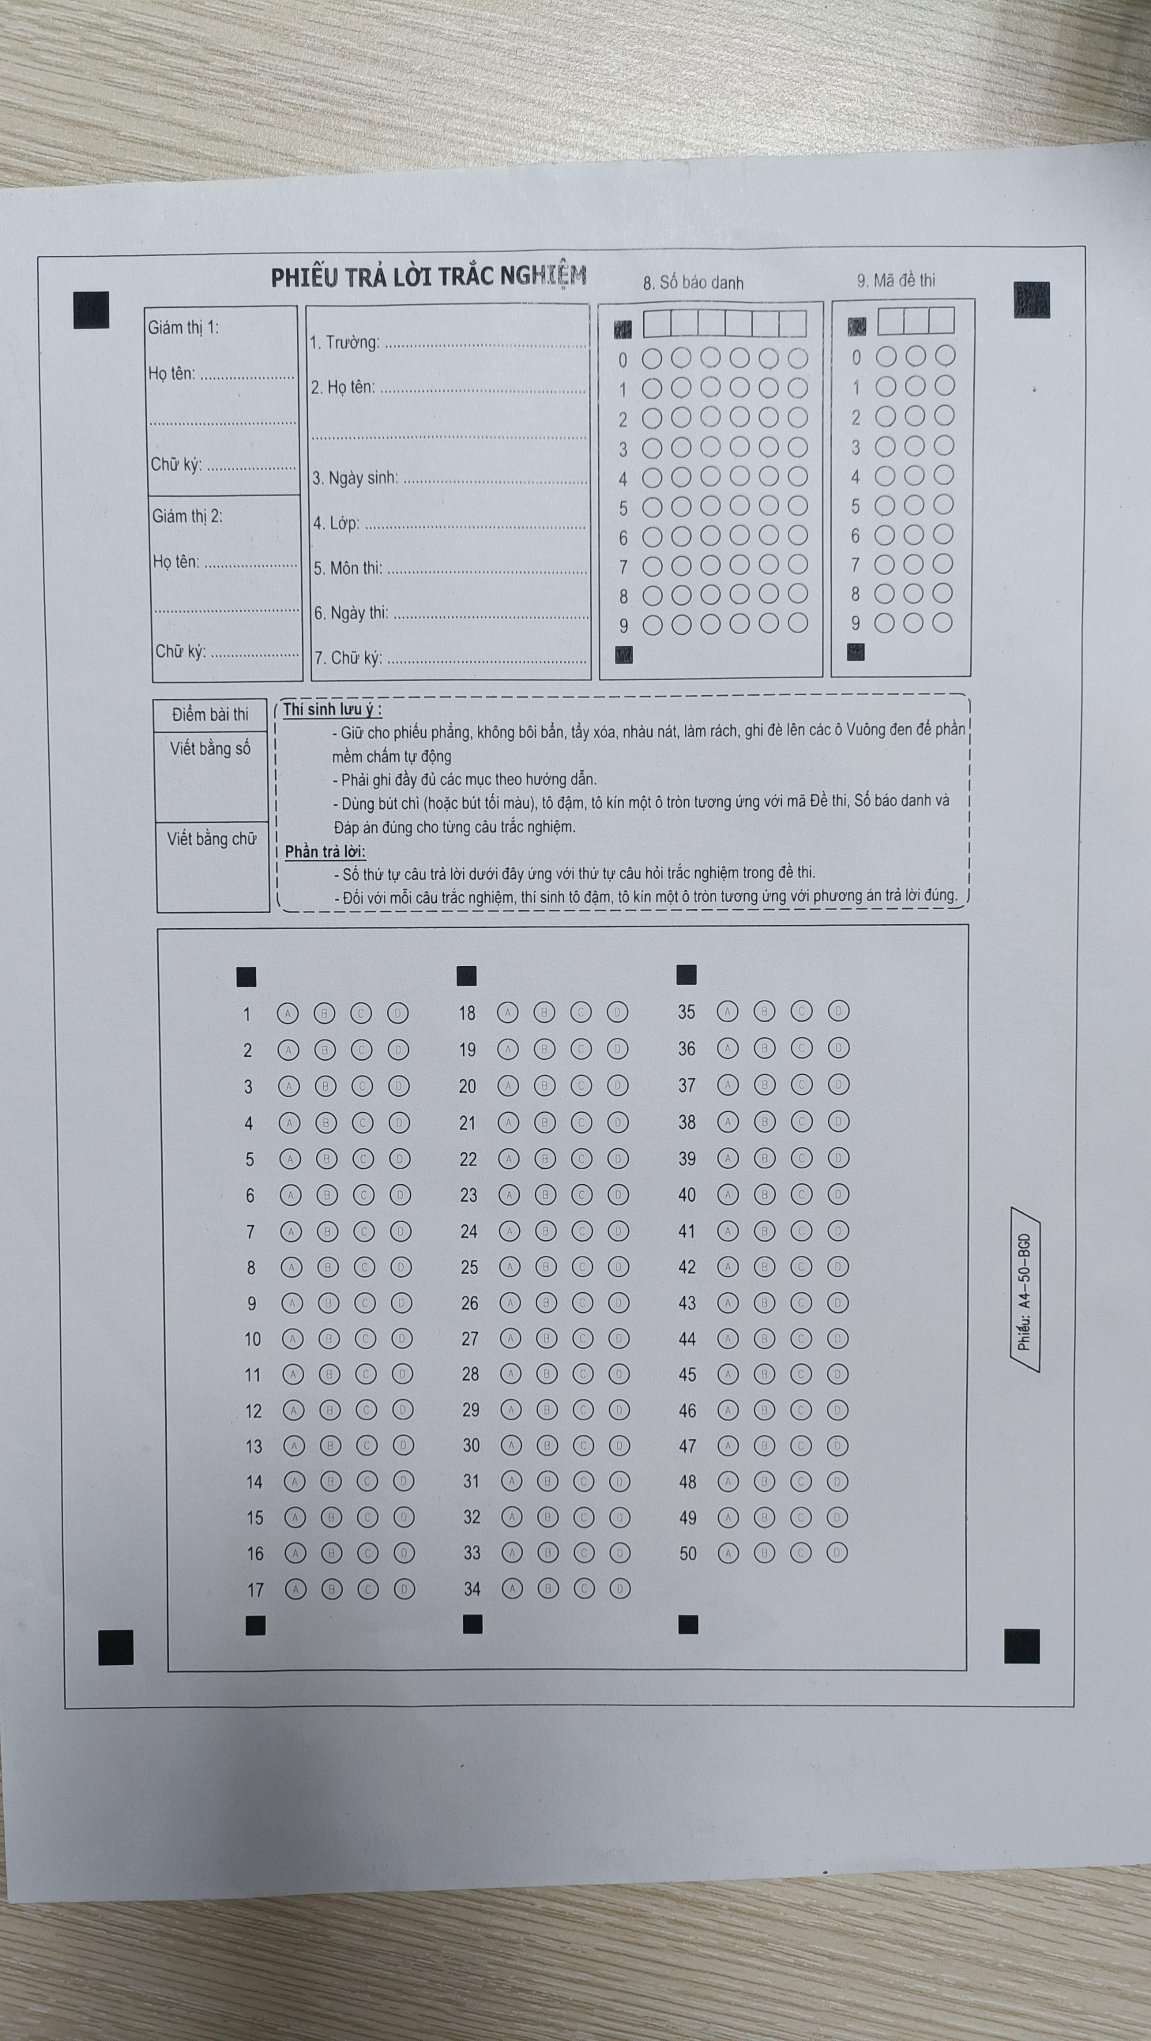 PHIẾU TRẢ LỜI TRẮC NGHIỆM
Giám thị 1:
Họ tên:
Chữ ký:
Giám thị 2:
Họ tên:
Chữ ký:
1. Trường:
2. Họ tên:
3. Ngày sinh:
4. Lớp:
5. Môn thi:
6. Ngày thi:
7. Chữ ký:
8. Số báo danh
0
1
2
3
4
5
6
7
8
9
9. Mã đề thi
0
1
2
3
4
5
6
7
8
9
Điểm bài thi
Viết bằng số
Viết bằng chữ
Thí sinh lưu ý :
- Giữ cho phiếu phẳng, không bôi bẩn, tẩy xóa, nhàu nát, làm rách, ghi đè lên các ô Vuông đen để phần
mềm chấm tự động
- Phải ghi đầy đủ các mục theo hướng dẫn.
- Dùng bút chì (hoặc bút tối màu), tô đậm, tô kín một ô tròn tương ứng với mã Đề thi, Số báo danh và
Đáp án đúng cho từng câu trắc nghiệm.
Phần trả lời:
- Số thứ tự câu trả lời dưới đây ứng với thứ tự câu hỏi trắc nghiệm trong đề thi.
- Đối với mỗi câu trắc nghiệm, thí sinh tô đậm, tô kín một ô tròn tương ứng với phương án trả lời đúng.
1 A B C D
2 A B C D
3 A B C D
4 A B C D
5 A B C D
6 A B C D
7 A B C D
8 A B C D
9 A B C D
10 A B C D
11 A B C D
12 A B C D
13 A B C D
14 A B C D
15 A B C D
16 A B C D
17 A B C D
18 A B C D
19 A B C D
20 A B C D
21 A B C D
22 A B C D
23 A B C D
24 A B C D
25 A B C D
26 A B C D
27 A B C D
28 A B C D
29 A B C D
30 A B C D
31 A B C D
32 A B C D
33 A B C D
34 A B C D
35 A B C D
36 A B C D
37 A B C D
38 A B C D
39 A B C D
40 A B C D
41 A B C D
42 A B C D
43 A B C D
44 A B C D
45 A B C D
46 A B C D
47 A B C D
48 A B C D
49 A B C D
50 A B C D
Phiếu: A4-50-BGD